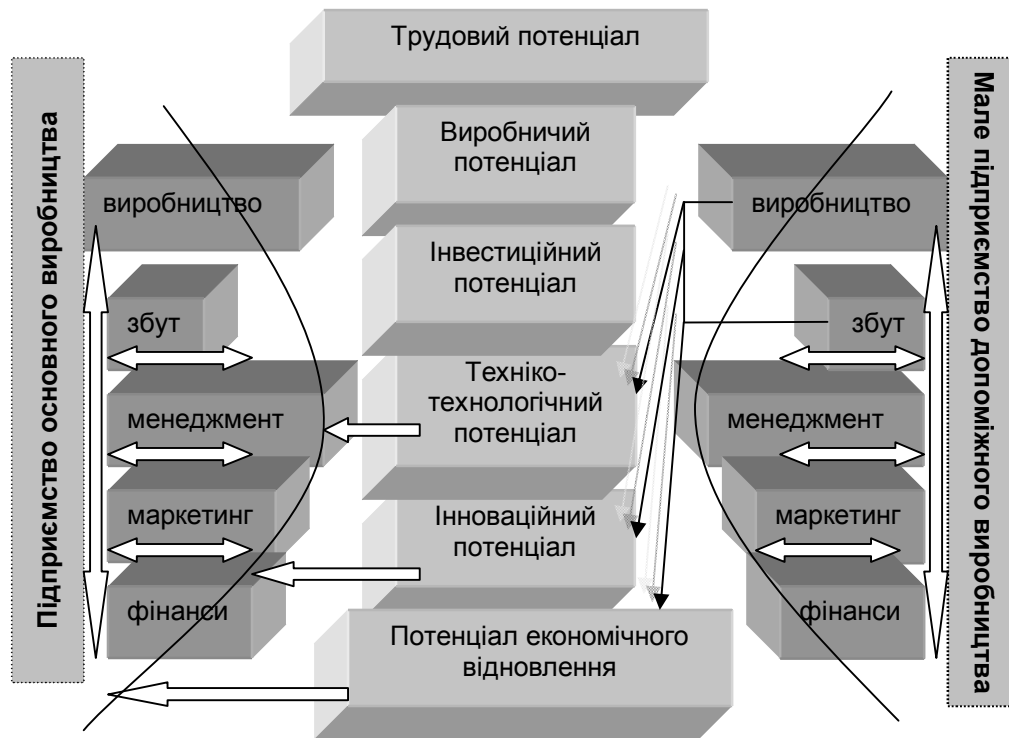 Трудовий потенціал
Підприємство основного виробництва
виробництво
збут
менеджмент
маркетинг
фінанси
Виробничий
потенціал
Інвестиційний
потенціал
Техніко-
технологічний
потенціал
Інноваційний
потенціал
Потенціал економічного
відновлення
виробництво
збут
менеджмент
маркетинг
фінанси
Мале підприємство допоміжного виробництва